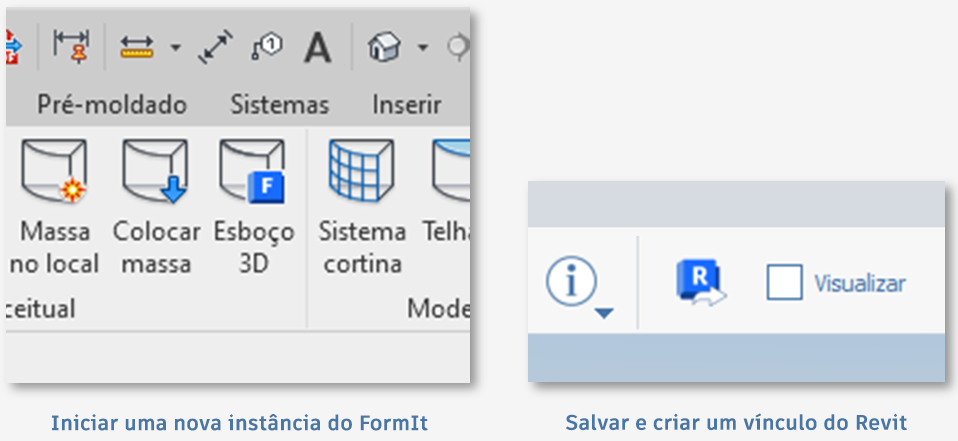 1
A
Pré-moldado Sistemas Inserir
F
Massa Colocar Esboço Sistema
no local massa 3D cortina
ceitual Mode
i R Visualizar
Iniciar uma nova instância do FormIt
Salvar e criar um vínculo do Revit